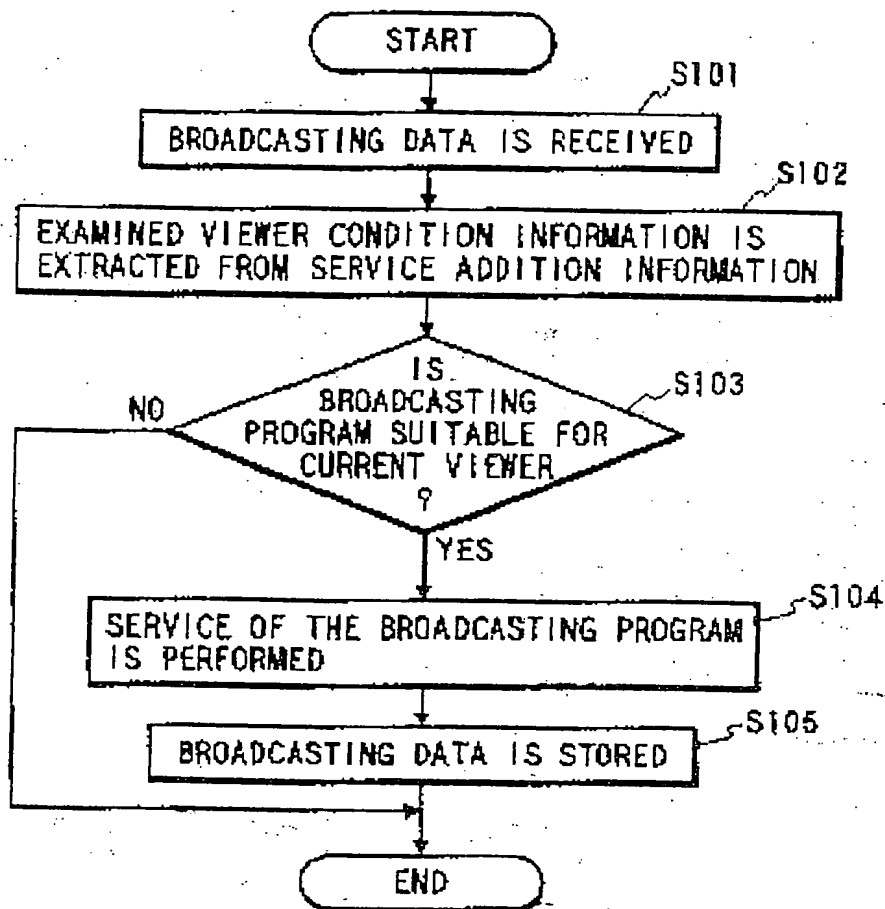 START
S101
BROADCASTING DATA IS RECEIVED
S102
EXAMINED VIEWER CONDITION INFORMATION IS
EXTRACTED FROM SERVICE ADDITION INFORMATION
S103
IS
BROADCASTING
PROGRAM SUITABLE FOR
CURRENT VIEWER
?
NO
YES
S104
SERVICE OF THE BROADCASTING PROGRAM
IS PERFORMED
S105
BROADCASTING DATA IS STORED
END